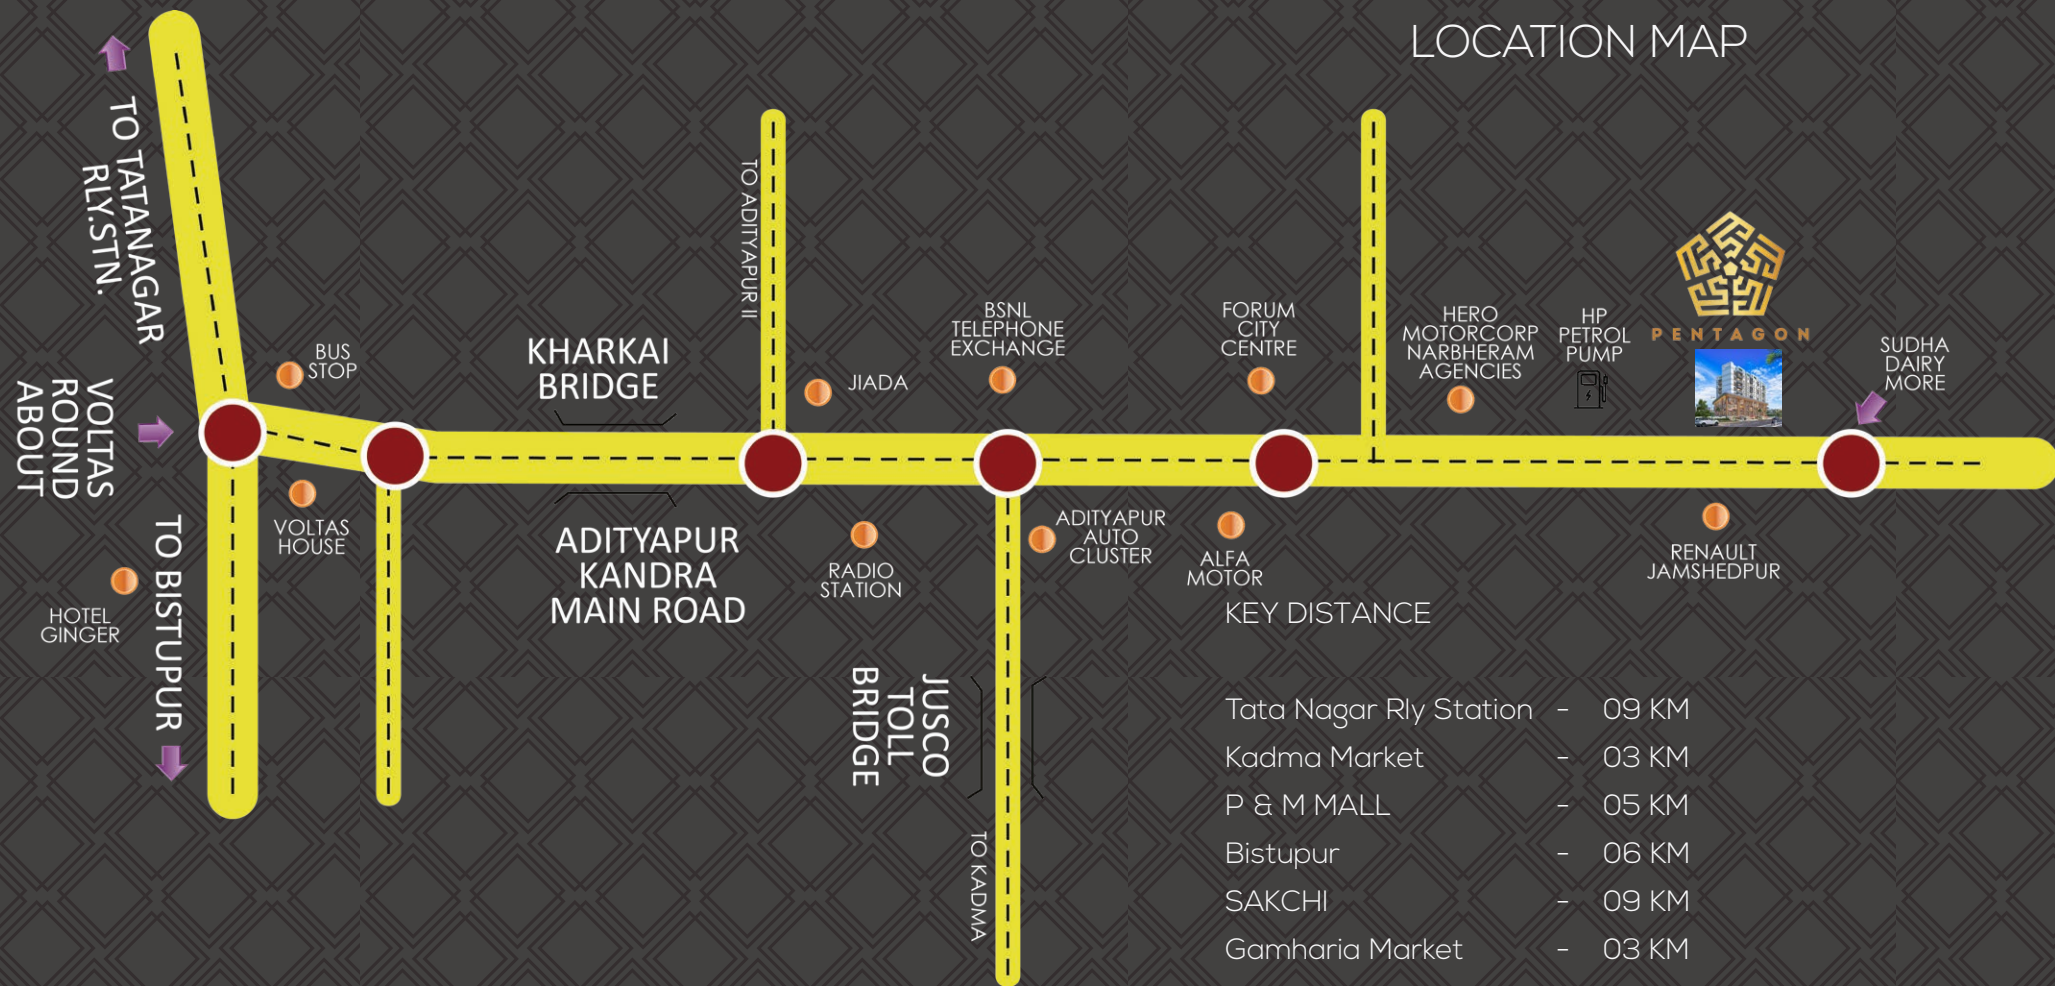 LOCATION MAP
TO TATANAGAR
RLY.STN.
VOLTAS
ROUND
ABOUT
TO BISTUPUR
HOTEL
GINGER
BUS
STOP
VOLTAS
HOUSE
KHARKAI
BRIDGE
ADITYAPUR
KANDRA
MAIN ROAD
TO ADITYAPUR II
JIADA
RADIO
STATION
BSNL
TELEPHONE
EXCHANGE
ADITYAPUR
AUTO
CLUSTER
JUSCO
TOLL
BRIDGE
TO KADMA
FORUM
CITY
CENTRE
ALFA
MOTOR
HERO
MOTORCORP
NARBHERAM
AGENCIES
HP
PETROL
PUMP
PENTAGON
SUDHA
DAIRY
MORE
RENAULT
JAMSHEDPUR
KEY DISTANCE
Tata Nagar Rly Station - 09 KM
Kadma Market - 03 KM
P & M MALL - 05 KM
Bistupur - 06 KM
SAKCHI - 09 KM
Gamharia Market - 03 KM